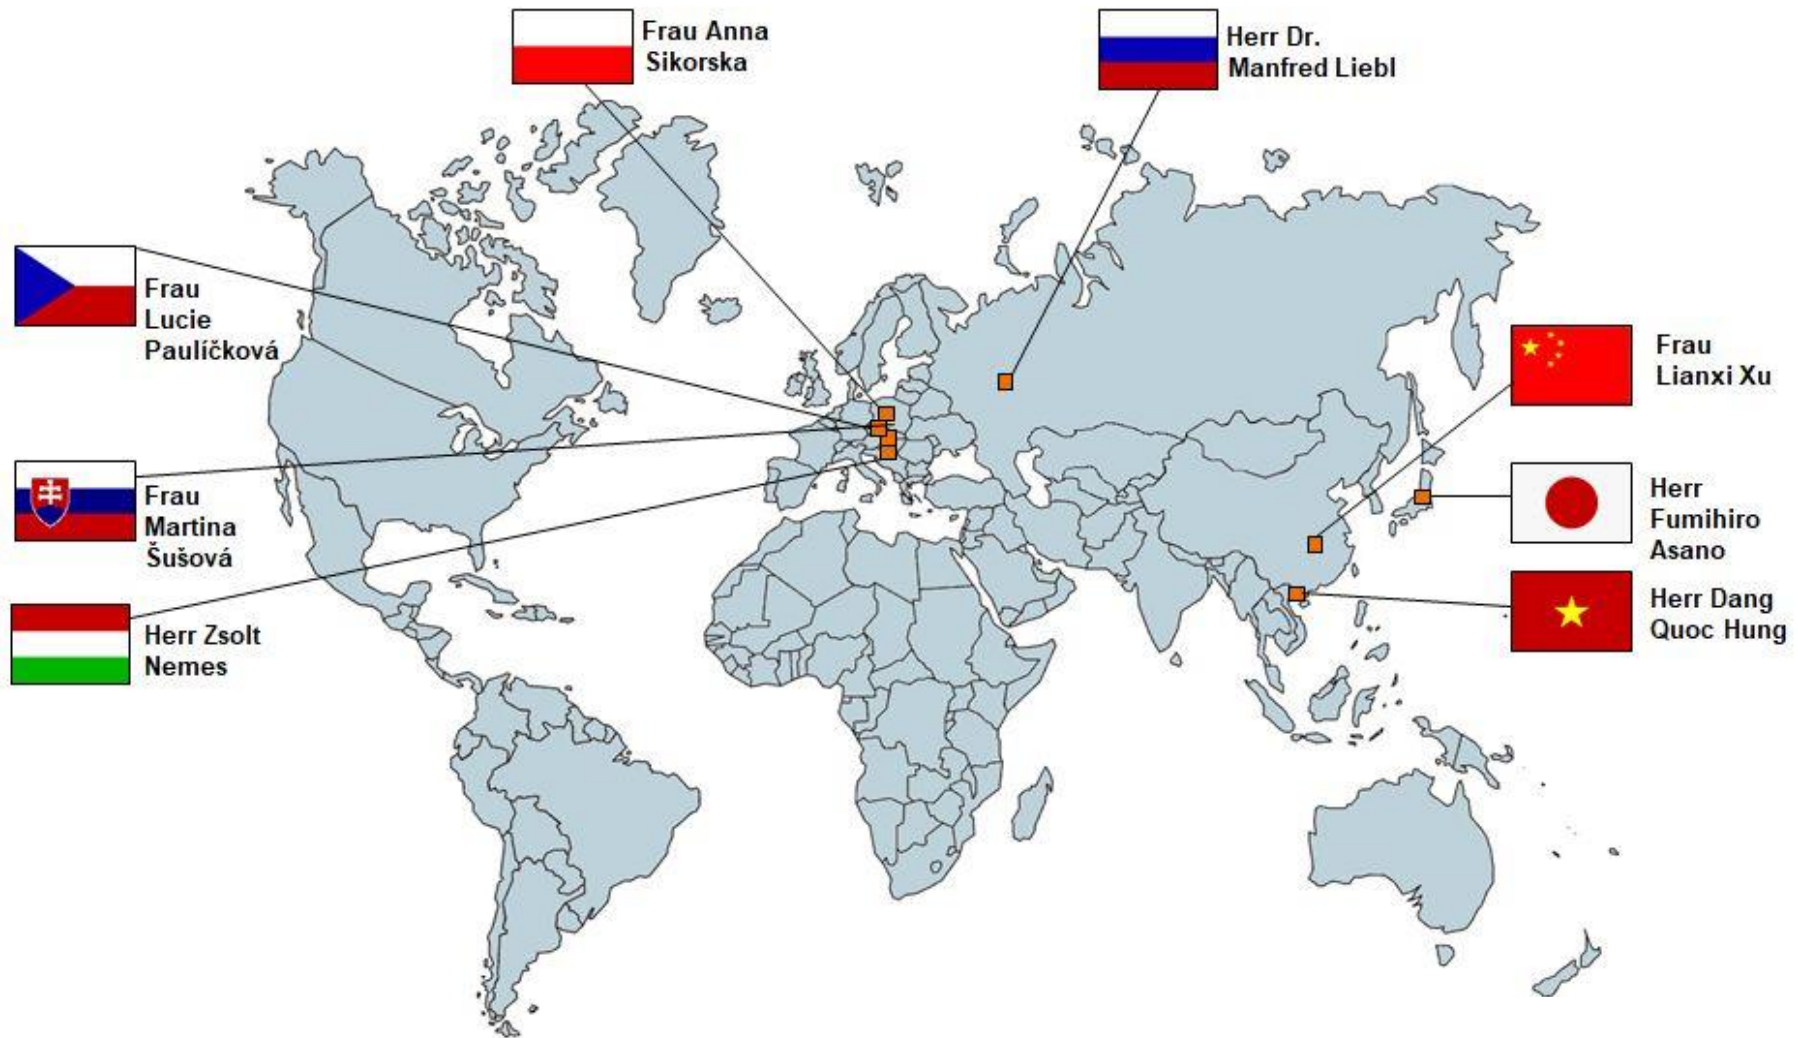 Frau Anna
Sikorska
Herr Dr.
Manfred Liebl
Frau
Lucie
Paulíčková
Frau
Lianxi Xu
Frau
Martina
Šušová
Herr
Fumihiro
Asano
Herr Zsolt
Nemes
Herr Dang
Quoc Hung